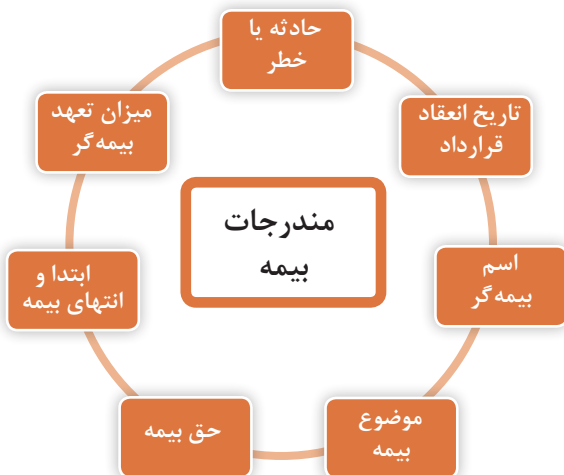 حادثه یا
خطر
تاریخ انعقاد
قرارداد
اسم
بیمه‌گر
موضوع
بیمه
حق بیمه
ابتدا و
انتهای بیمه
میزان تعهد
بیمه‌گر
مندرجات
بیمه